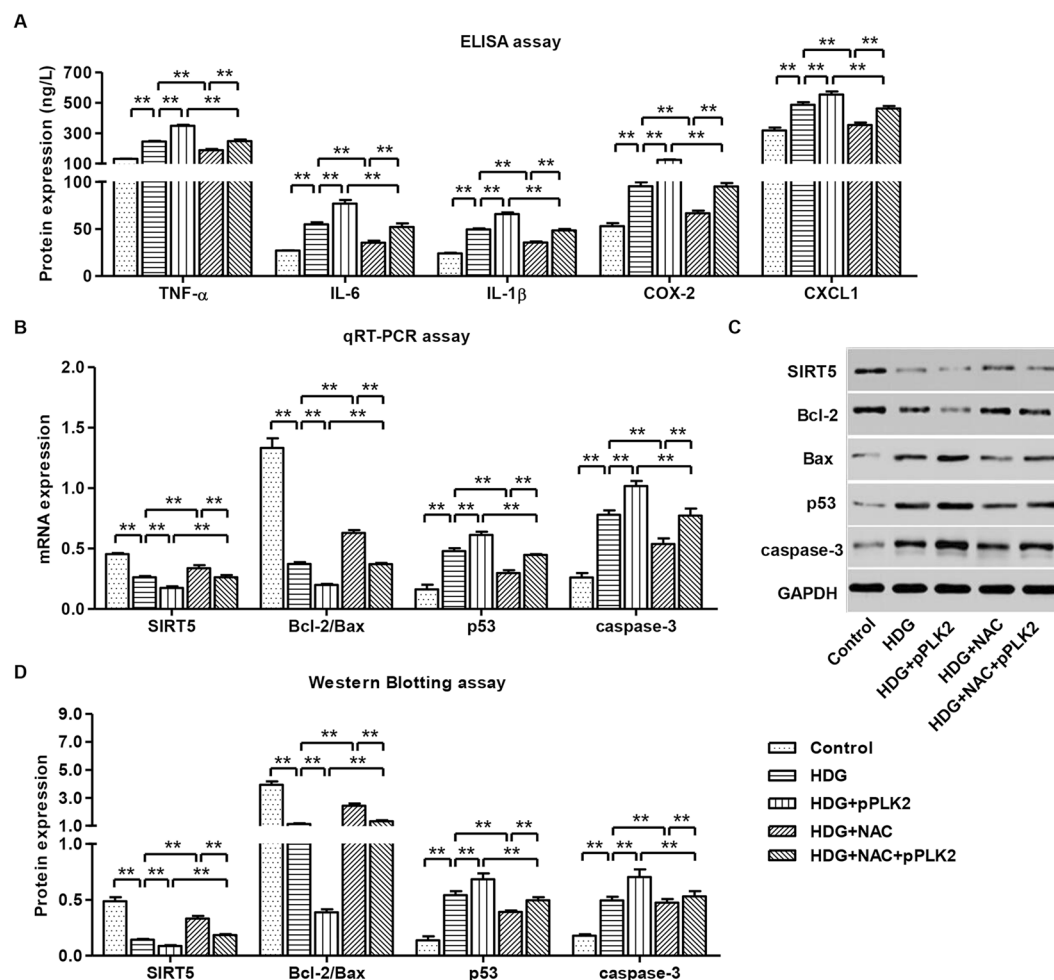 A
ELISA assay
Protein expression (ng/L)
700
500
300
100
100
50
0
** ** ** ** **
** ** ** ** **
** ** ** ** **
** ** ** ** **
** ** ** ** **
TNF-α IL-6 IL-1β COX-2 CXCL1
B
qRT-PCR assay
mRNA expression
2.0
1.5
1.0
0.5
0.0
** ** ** ** **
** ** ** ** **
** ** ** ** **
** ** ** ** **
SIRT5 Bcl-2/Bax p53 caspase-3
C
SIRT5
Bcl-2
Bax
p53
caspase-3
GAPDH
Control
HDG
HDG+pPLK2
HDG+NAC
HDG+NAC+pPLK2
D
Western Blotting assay
Protein expression
9.0
7.0
5.0
3.0
1.0
1.0
0.5
0.0
** ** ** ** **
** ** ** ** **
** ** ** ** **
** ** ** ** **
SIRT5 Bcl-2/Bax p53 caspase-3
Control
HDG
HDG+pPLK2
HDG+NAC
HDG+NAC+pPLK2